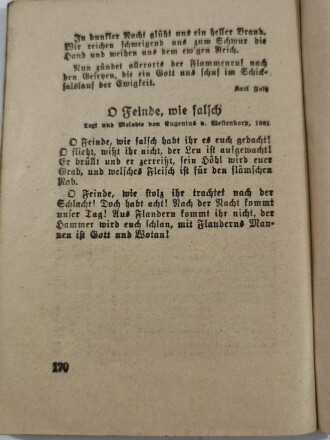 In dunkler Nacht glüht uns ein heller Brand.
Wir reichen schweigend uns zum Schwur die
Hand und weihen uns dem ew'gen Reich.
Nun zündet allerorts der Flammenruf nach
den Gesetzen, die ein Gott uns schuf im Schick-
salslauf der Ewigkeit.
Karl
O Feinde, wie falsch
Text und Melodie von Eugenius v. Westendorp, 1881
O Feinde, wie falsch habt ihr es euch gedacht!
O flieht, wißt ihr nicht, der Leu ist aufgewacht!
Er brüllt und er zerreißt, sein Höhl wird euer
Grab, und welsches Fleisch ist für den flämschen
Rab.
O Feinde, wie stolz ihr trachtet nach der
Schlacht! Doch habt acht! Nach der Nacht kommt
unser Tag! Aus Flandern kommt ihr nicht, der
Hammer wird euch schlan, mit Flanderns Man-
nen ist Gott und Wotan!
170